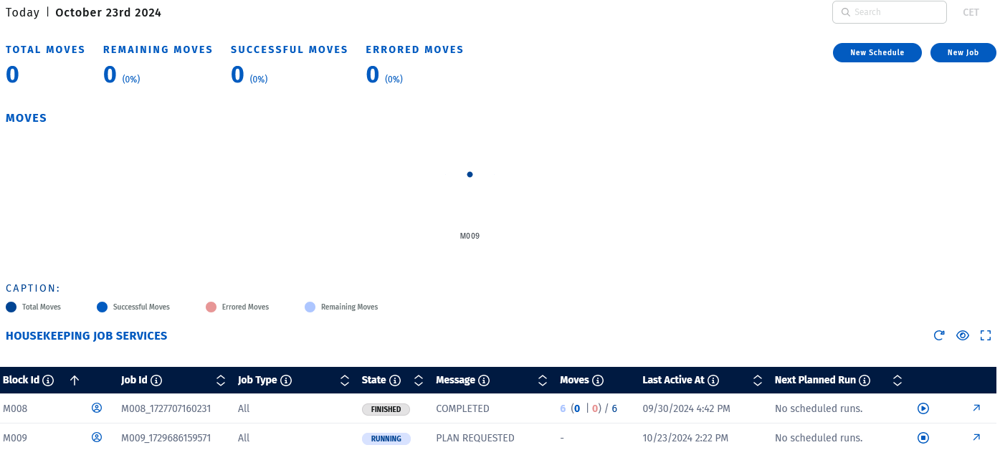 Today | October 23rd 2024 Search CET
TOTAL MOVES REMAINING MOVES SUCCESSFUL MOVES ERRORED MOVES
New Schedule New Job
0 0 (0%) 0 (0%) 0 (0%)
MOVES
M009
CAPTION:
Total Moves Successful Moves Errored Moves Remaining Moves
HOUSEKEEPING JOB SERVICES
Block Id Job Id Job Type State Message Moves Last Active At Next Planned Run
M008 M008_1727707160231 All FINISHED COMPLETED 6 (0 | 0) / 6 09/30/2024 4:42 PM No scheduled runs.
M009 M009_1729686159571 All RUNNING PLAN REQUESTED - 10/23/2024 2:22 PM No scheduled runs.